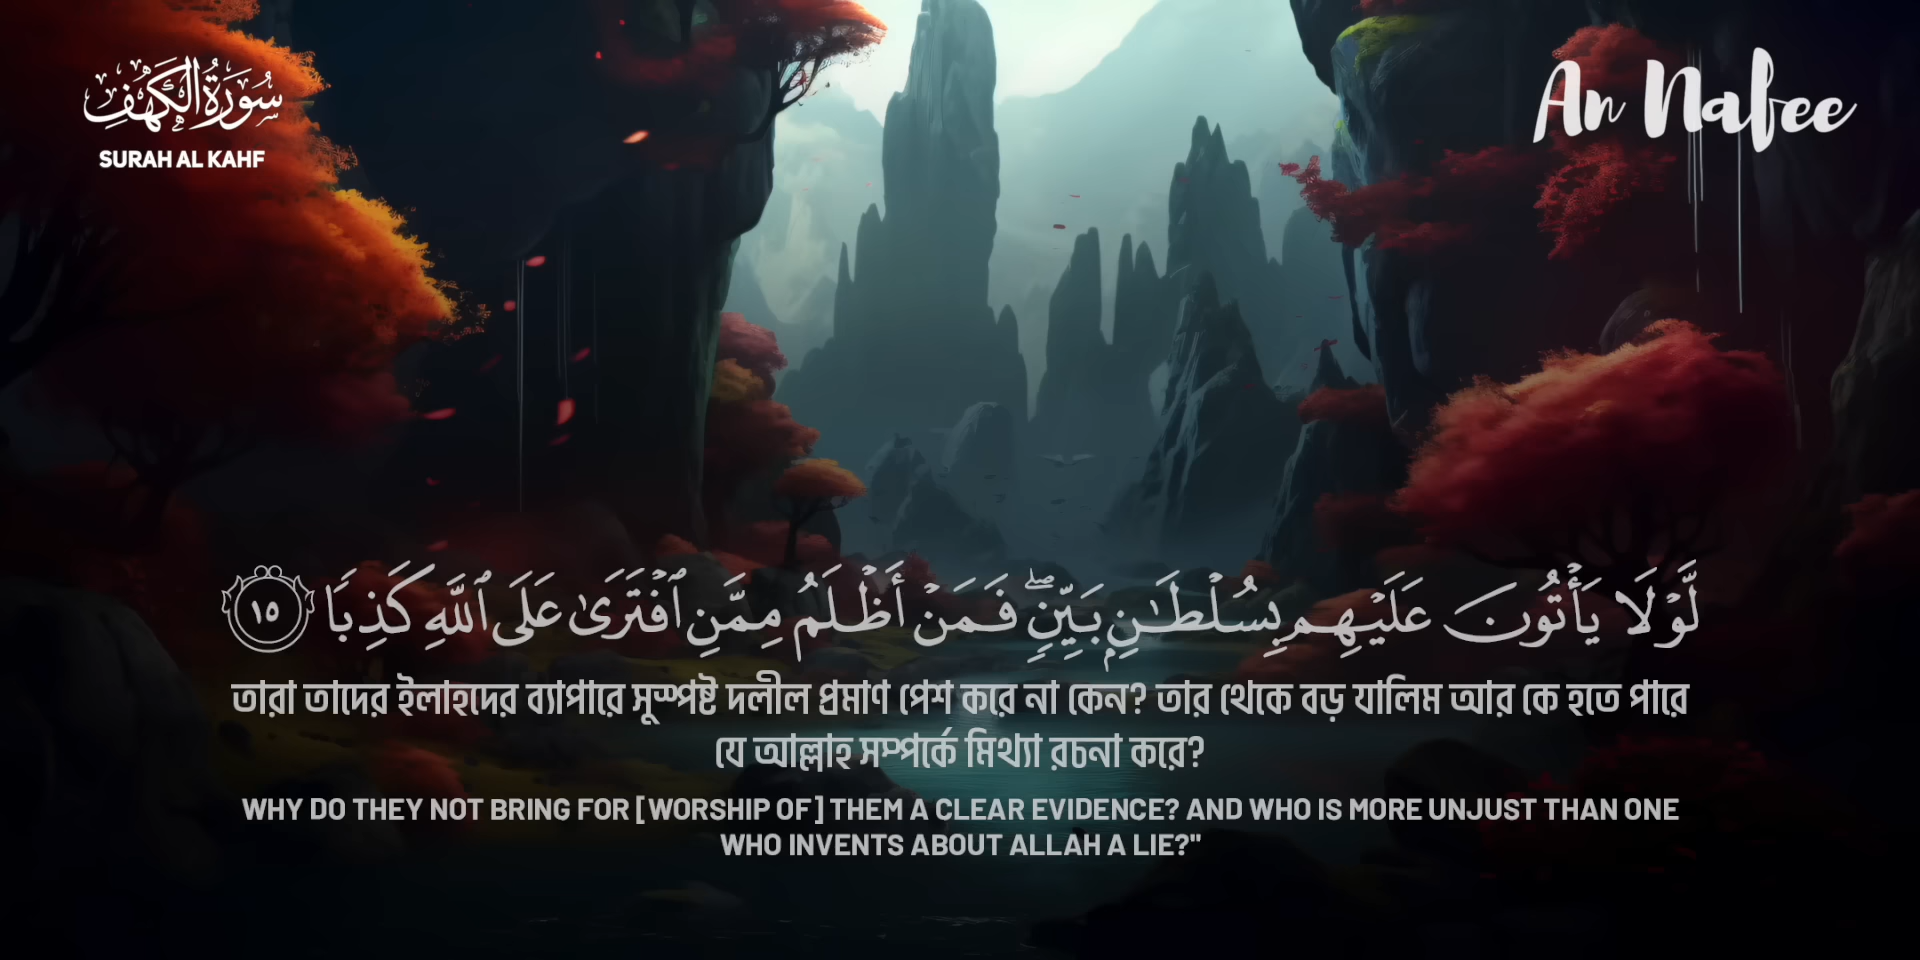 سُورَةُ الكَهْفِ
SURAH AL KAHF
An Nafee
لَّوْلَا يَأْتُونَ عَلَيْهِم بِسُلْطَـٰنٍۭ بَيِّنٍۖ فَمَنْ أَظْلَمُ مِمَّنِ ٱفْتَرَىٰ عَلَى ٱللَّهِ كَذِبًا ١٥
তারা তাদের ইলাহদের ব্যাপারে সুস্পষ্ট দলীল প্রমাণ পেশ করে না কেন? তার থেকে বড় যালিম আর কে হতে পারে
যে আল্লাহ সম্পর্কে মিথ্যা রচনা করে?
WHY DO THEY NOT BRING FOR [WORSHIP OF] THEM A CLEAR EVIDENCE? AND WHO IS MORE UNJUST THAN ONE
WHO INVENTS ABOUT ALLAH A LIE?"